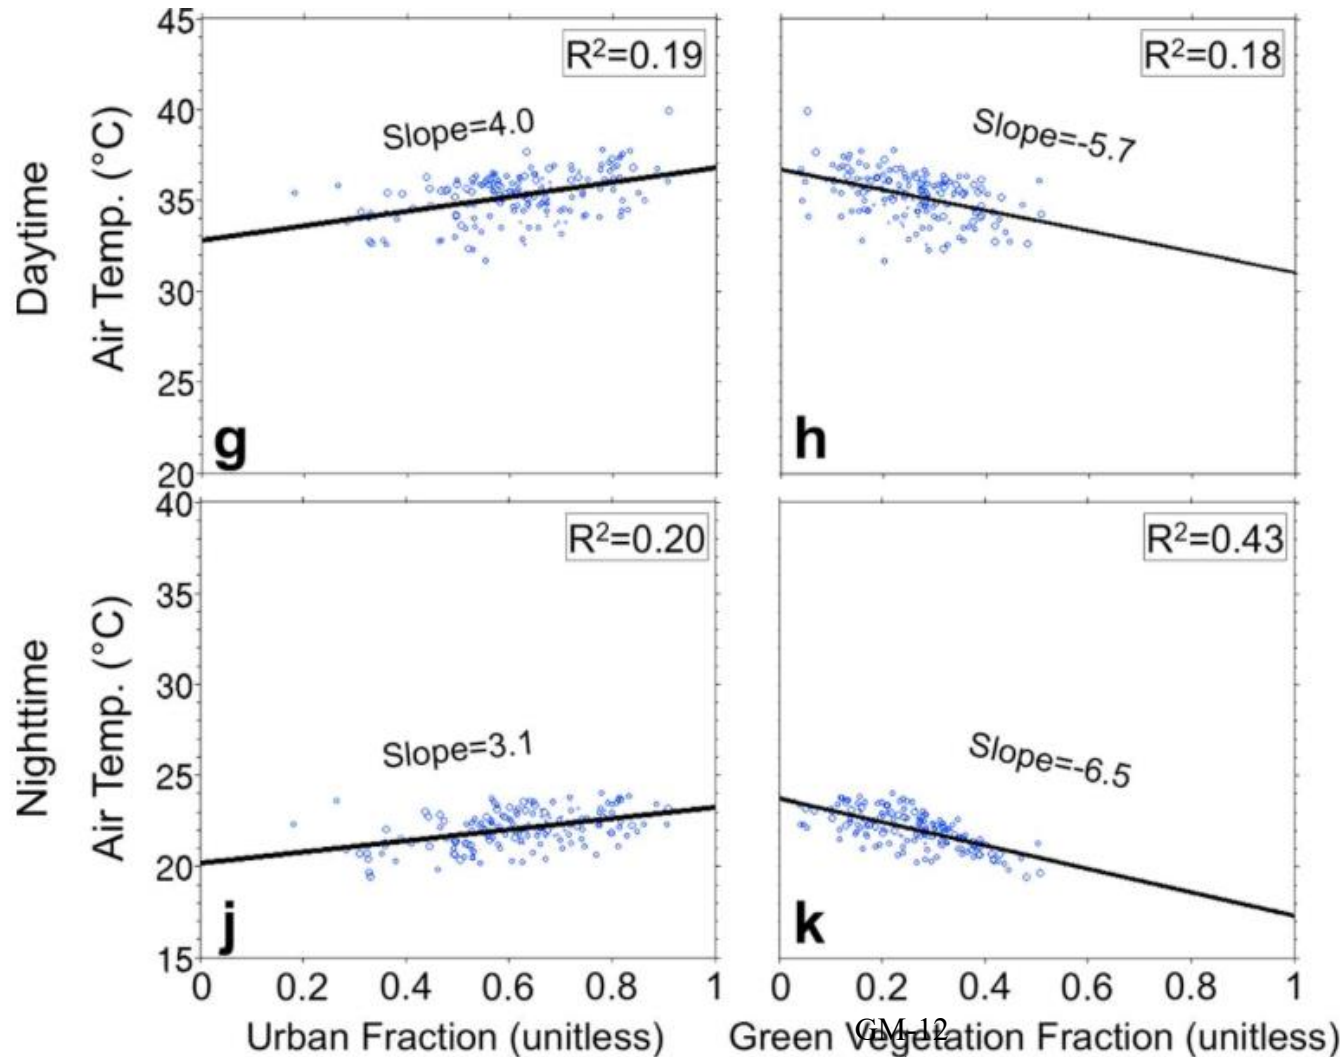 45
40
35
30
25
20
Daytime
Air Temp. (°C)
R²=0.19
Slope=4.0
g
R²=0.18
Slope=-5.7
h
40
35
30
25
20
15
Nighttime
Air Temp. (°C)
R²=0.20
Slope=3.1
j
R²=0.43
Slope=-6.5
k
0 0.2 0.4 0.6 0.8 1
0 0.2 0.4 0.6 0.8 1
Urban Fraction (unitless)
Green Vegetation Fraction (unitless)
GM-12